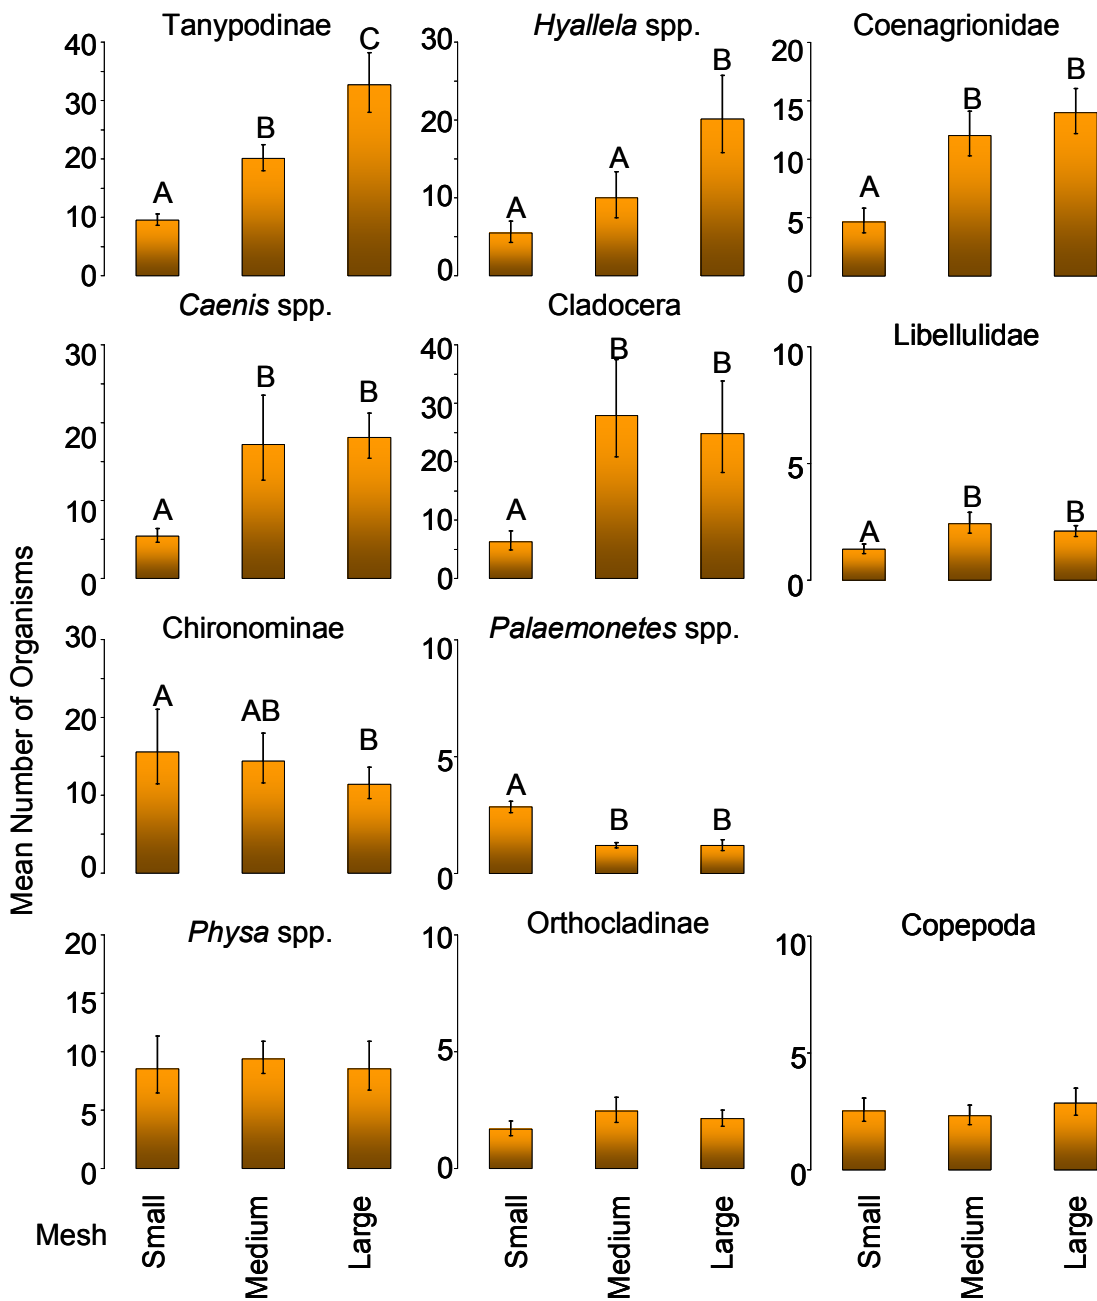 Tanypodinae
40
30
20
10
0
A
B
C
Hyallela spp.
30
20
10
0
A
A
B
Coenagrionidae
20
15
10
5
0
A
B
B
Caenis spp.
30
20
10
0
A
B
B
Cladocera
40
30
20
10
0
A
B
B
Libellulidae
10
5
0
A
B
B
Mean Number of Organisms
Chironominae
30
20
10
0
A
AB
B
Palaemonetes spp.
10
5
0
A
B
B
Physa spp.
20
15
10
5
0
Orthocladinae
10
5
0
Copepoda
10
5
0
Mesh
Small
Medium
Large
Small
Medium
Large
Small
Medium
Large